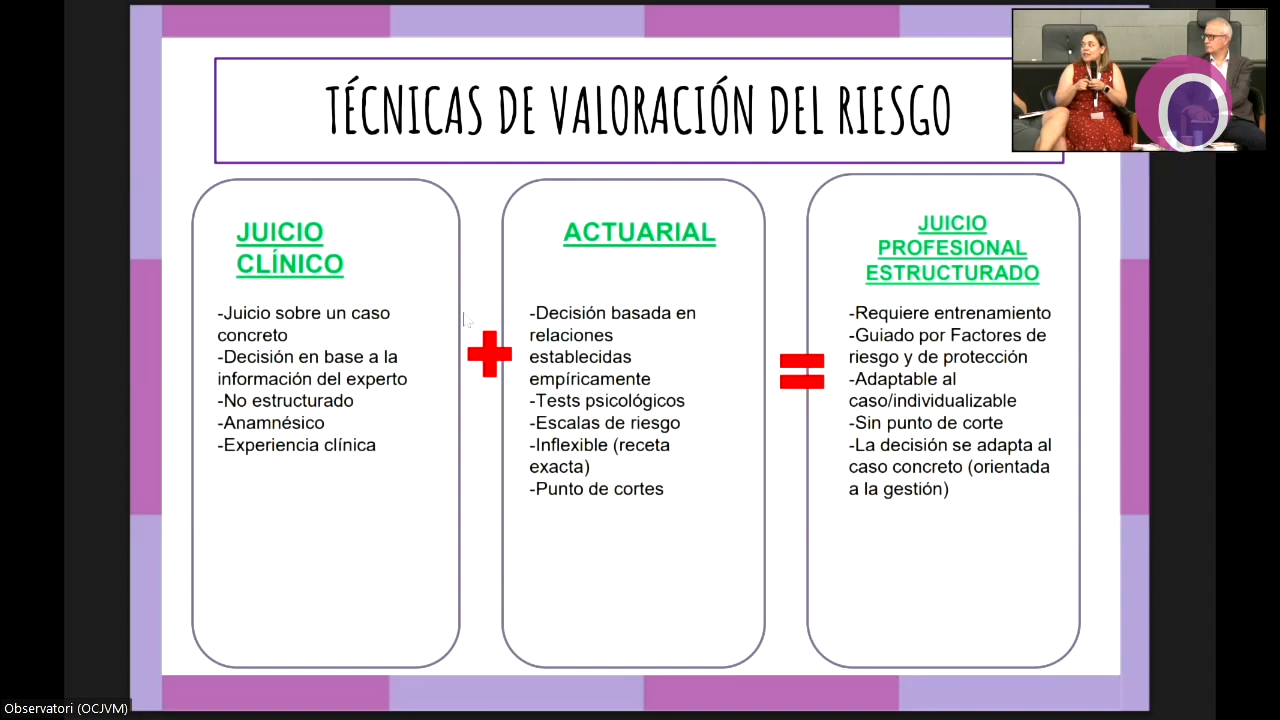 TÉCNICAS DE VALORACIÓN DEL RIESGO
JUICIO
CLÍNICO
-Juicio sobre un caso
concreto
-Decisión en base a la
información del experto
-No estructurado
-Anamnésico
-Experiencia clínica
ACTUARIAL
-Decisión basada en
relaciones
establecidas
empíricamente
-Tests psicológicos
-Escalas de riesgo
-Inflexible (receta
exacta)
-Punto de cortes
JUICIO
PROFESIONAL
ESTRUCTURADO
-Requiere entrenamiento
-Guiado por Factores de
riesgo y de protección
-Adaptable al
caso/individualizable
-Sin punto de corte
-La decisión se adapta al
caso concreto (orientada
a la gestión)
Observatori (OCJVM)